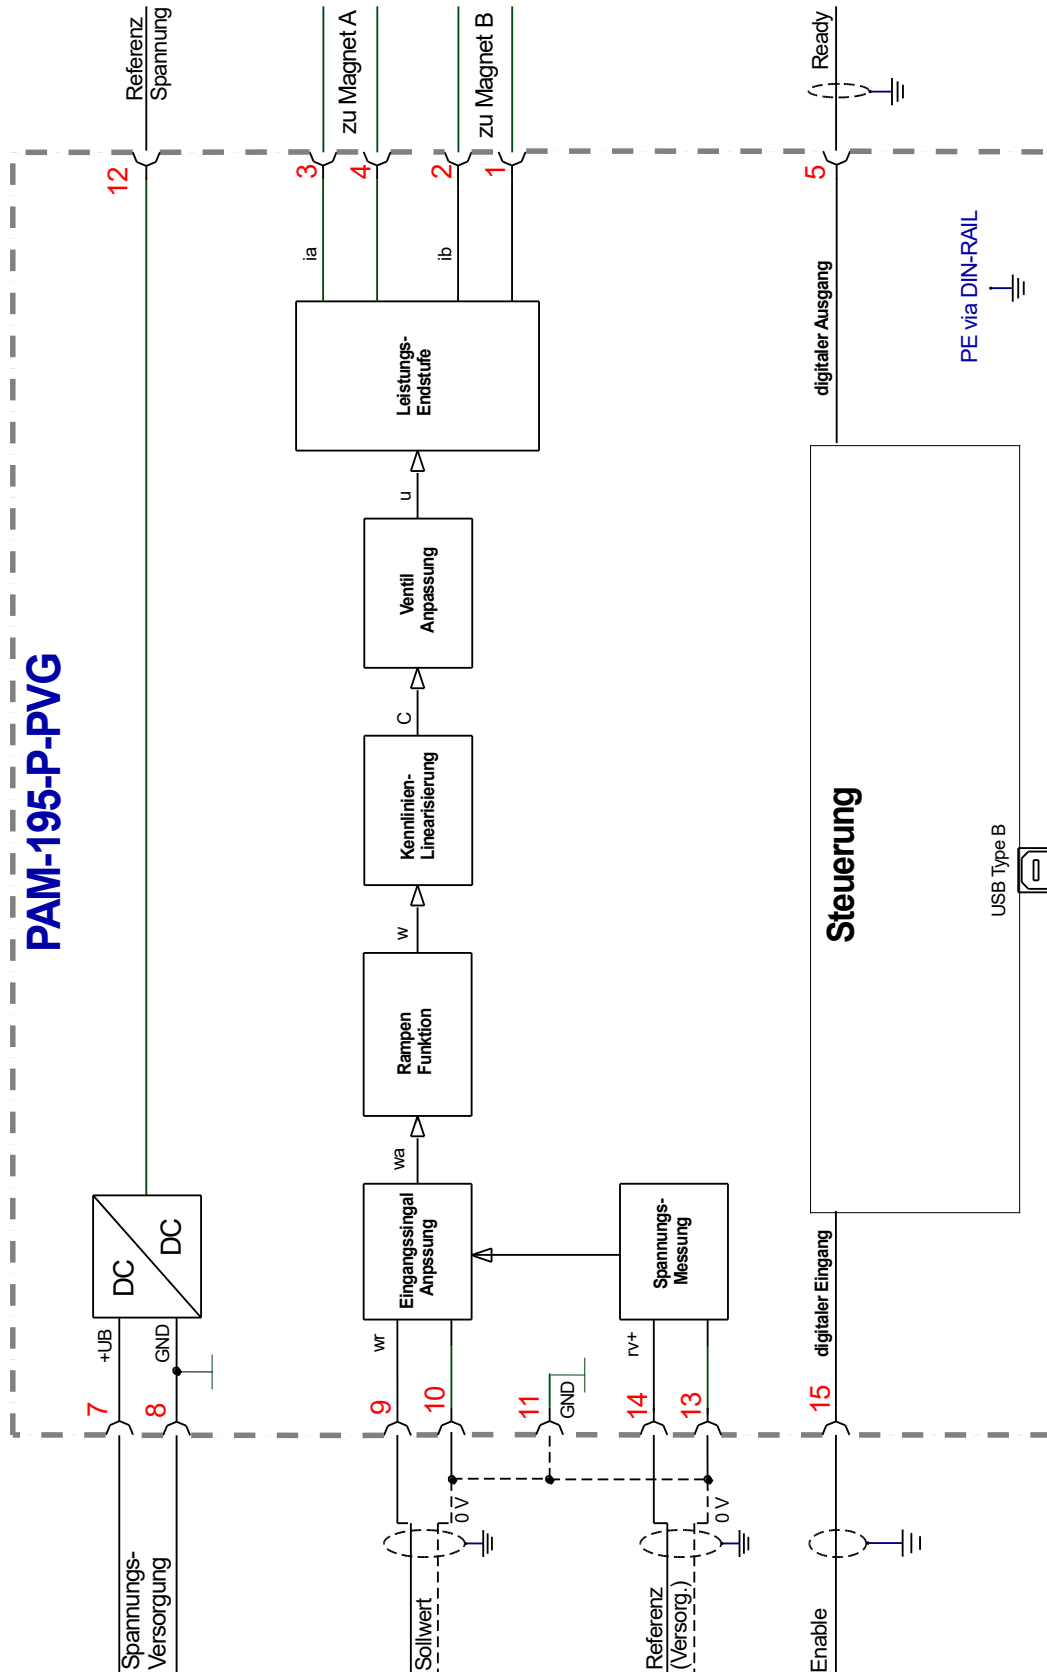 PAM-195-P-PVG
Spannungs-
Versorgung
7
+UB
8
GND
DC
DC
12
Referenz
Spannung
Sollwert
0 V
9
wr
10
Eingangssingal
Anpssung
wa
Rampen
Funktion
w
Kennlinien-
Linearisierung
C
Ventil
Anpassung
u
Leistungs-
Endstufe
ia
3
4
zu Magnet A
ib
2
1
zu Magnet B
11
GND
Referenz
(Versorg.)
0 V
14
rv+
13
Spannungs-
Messung
Enable
15
digitaler Eingang
Steuerung
USB Type B
digitaler Ausgang
5
Ready
PE via DIN-RAIL